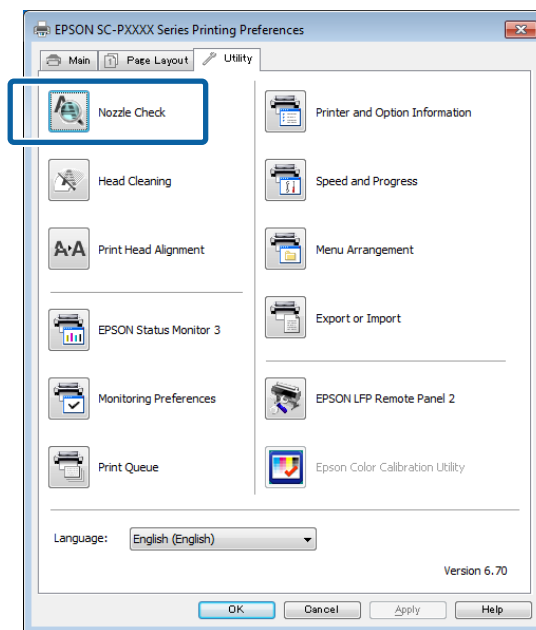 EPSON SC-PXXXX Series Printing Preferences
Main
Page Layout
Utility
Nozzle Check
Head Cleaning
A A
Print Head Alignment
EPSON Status Monitor 3
Monitoring Preferences
Print Queue
Printer and Option Information
Speed and Progress
Menu Arrangement
Export or Import
EPSON LFP Remote Panel 2
Epson Color Calibration Utility
Language:
English (English)
Version 6.70
OK
Cancel
Apply
Help